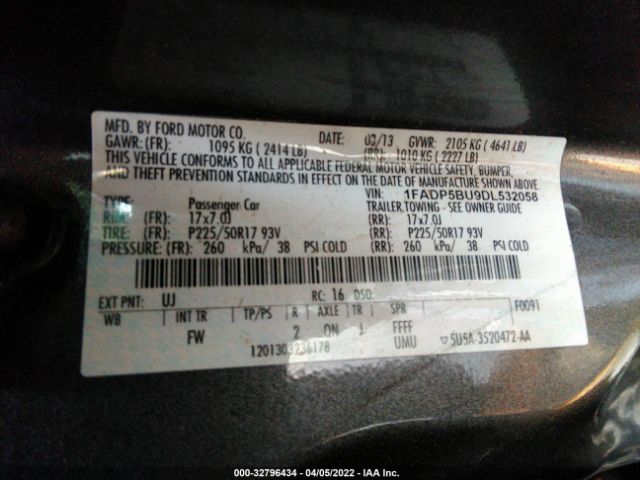 MFD. BY FORD MOTOR CO. DATE: 03/13 GVWR: 2105 KG ( 4641 LB)
GAWR: (FR): 1095 KG ( 2414 LB) (RR): 1010 KG ( 2227 LB)
THIS VEHICLE CONFORMS TO ALL APPLICABLE FEDERAL MOTOR VEHICLE SAFETY, BUMPER,
AND THEFT PREVENTION STANDARDS IN EFFECT ON THE DATE OF MANUFACTURE SHOWN ABOVE.
VIN: 1FADP5BU9DL532058
TYPE: Passenger Car TRAILER TOWING - SEE OWNER GUIDE
RIM: (FR): 17x7.0J (RR): 17x7.0J
TIRE: (FR): P225/50R17 93V (RR): P225/50R17 93V
PRESSURE: (FR): 260 kPa/ 38 PSI COLD (RR): 260 kPa/ 38 PSI COLD
EXT PNT: UJ RC: 16 DSO: F0091
WB INT TR TP/PS R AXLE TR SPR
FW 2 ON J FFFF
1201303236178 UMU ▽5U5A-3520472-AA
000-32796434 - 04/05/2022 - IAA Inc.